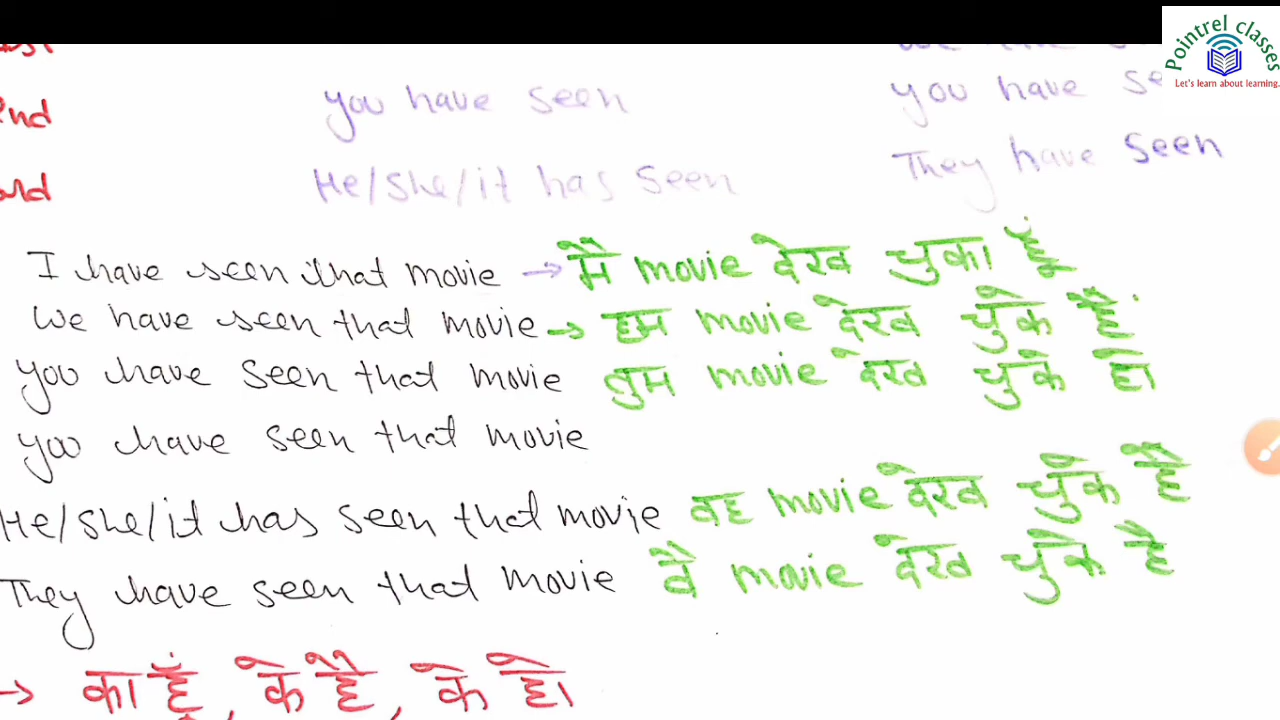 Pointrel classes
Let's learn about learning.
end
you have seen
you have se
He/she/it has seen
They have seen
I have seen that movie → मै movie देख चुका हूँ
We have seen that movie → हम movie देख चुके हैं
you have seen that movie तुम movie देख चुके हो
you have seen that movie
He/she/it has seen that movie वह movie देख चुके है
They have seen that movie वे movie देख चुके है
→ का हूँ, के है, के हो